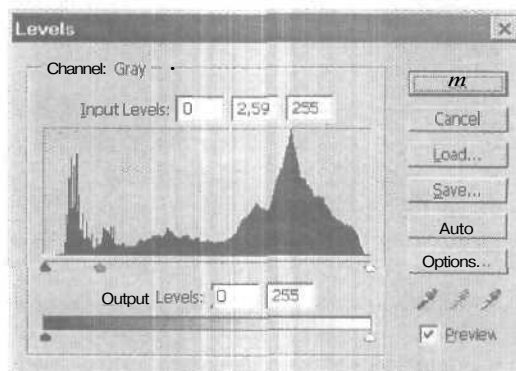 Levels
Channel: Gray
m
Input Levels: 0 2,59 255
Cancel
Load...
Save...
Auto
Options...
Output Levels: 0 255
Preview